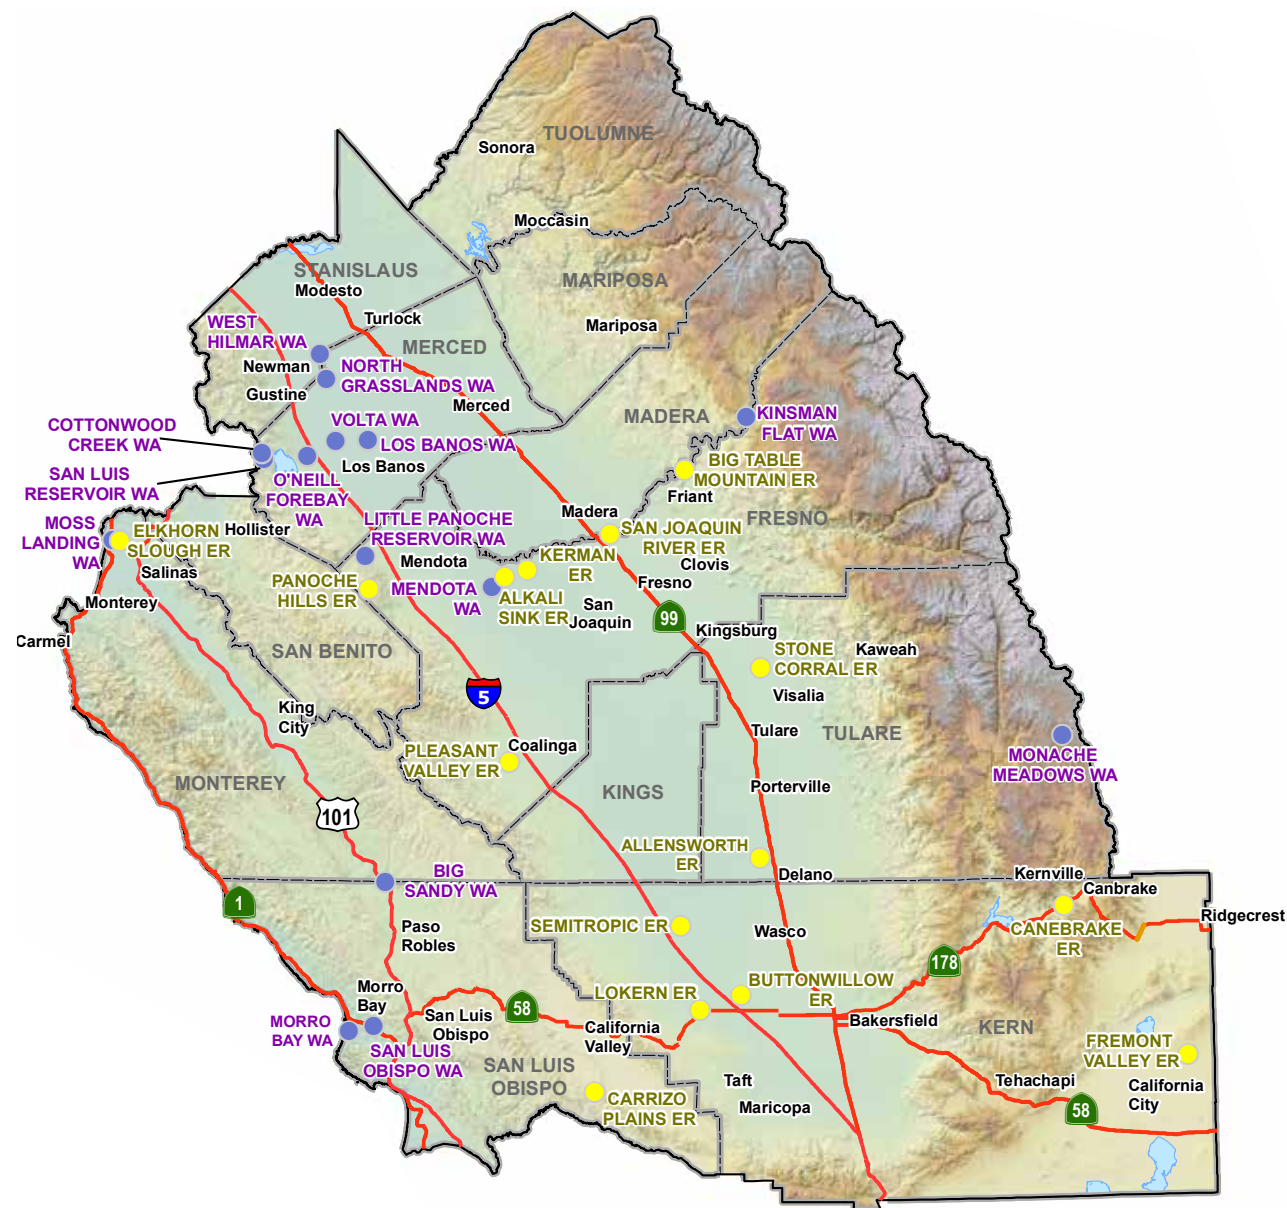 TUOLUMNE
Sonora
Moccasin
STANISLAUS
Modesto
MARIPOSA
Turlock
Mariposa
WEST
HILMAR WA
MERCED
Newman
NORTH
GRASSLANDS WA
Gustine
Merced
MADERA
KINSMAN
FLAT WA
COTTONWOOD
CREEK WA
VOLTA WA
LOS BANOS WA
Los Banos
SAN LUIS
RESERVOIR WA
O'NEILL
FOREBAY
WA
BIG TABLE
MOUNTAIN ER
Friant
MOSS
LANDING
WA
ELKHORN
SLOUGH ER
Hollister
LITTLE PANOCHE
RESERVOIR WA
Madera
FRESNO
SAN JOAQUIN
RIVER ER
Salinas
Mendota
KERMAN
ER
Clovis
PANOCHE
HILLS ER
MENDOTA
WA
ALKALI
SINK ER
Fresno
Monterey
San
Joaquin
99
Kingsburg
Carmel
SAN BENITO
STONE
CORRAL ER
Kaweah
5
Visalia
King
City
Tulare
TULARE
PLEASANT
VALLEY ER
Coalinga
MONACHE
MEADOWS WA
MONTEREY
KINGS
Porterville
101
ALLENSWORTH
ER
BIG
SANDY WA
Delano
Kernville
Canbrake
1
Paso
Robles
SEMITROPIC ER
Wasco
CANEBRAKE
ER
Ridgecrest
178
Morro
Bay
LOKERN ER
BUTTONWILLOW
ER
58
MORRO
BAY WA
San Luis
Obispo
California
Valley
Bakersfield
KERN
SAN LUIS
OBISPO WA
SAN LUIS
OBISPO
FREMONT
VALLEY ER
Taft
Tehachapi
California
City
CARRIZO
PLAINS ER
Maricopa
58